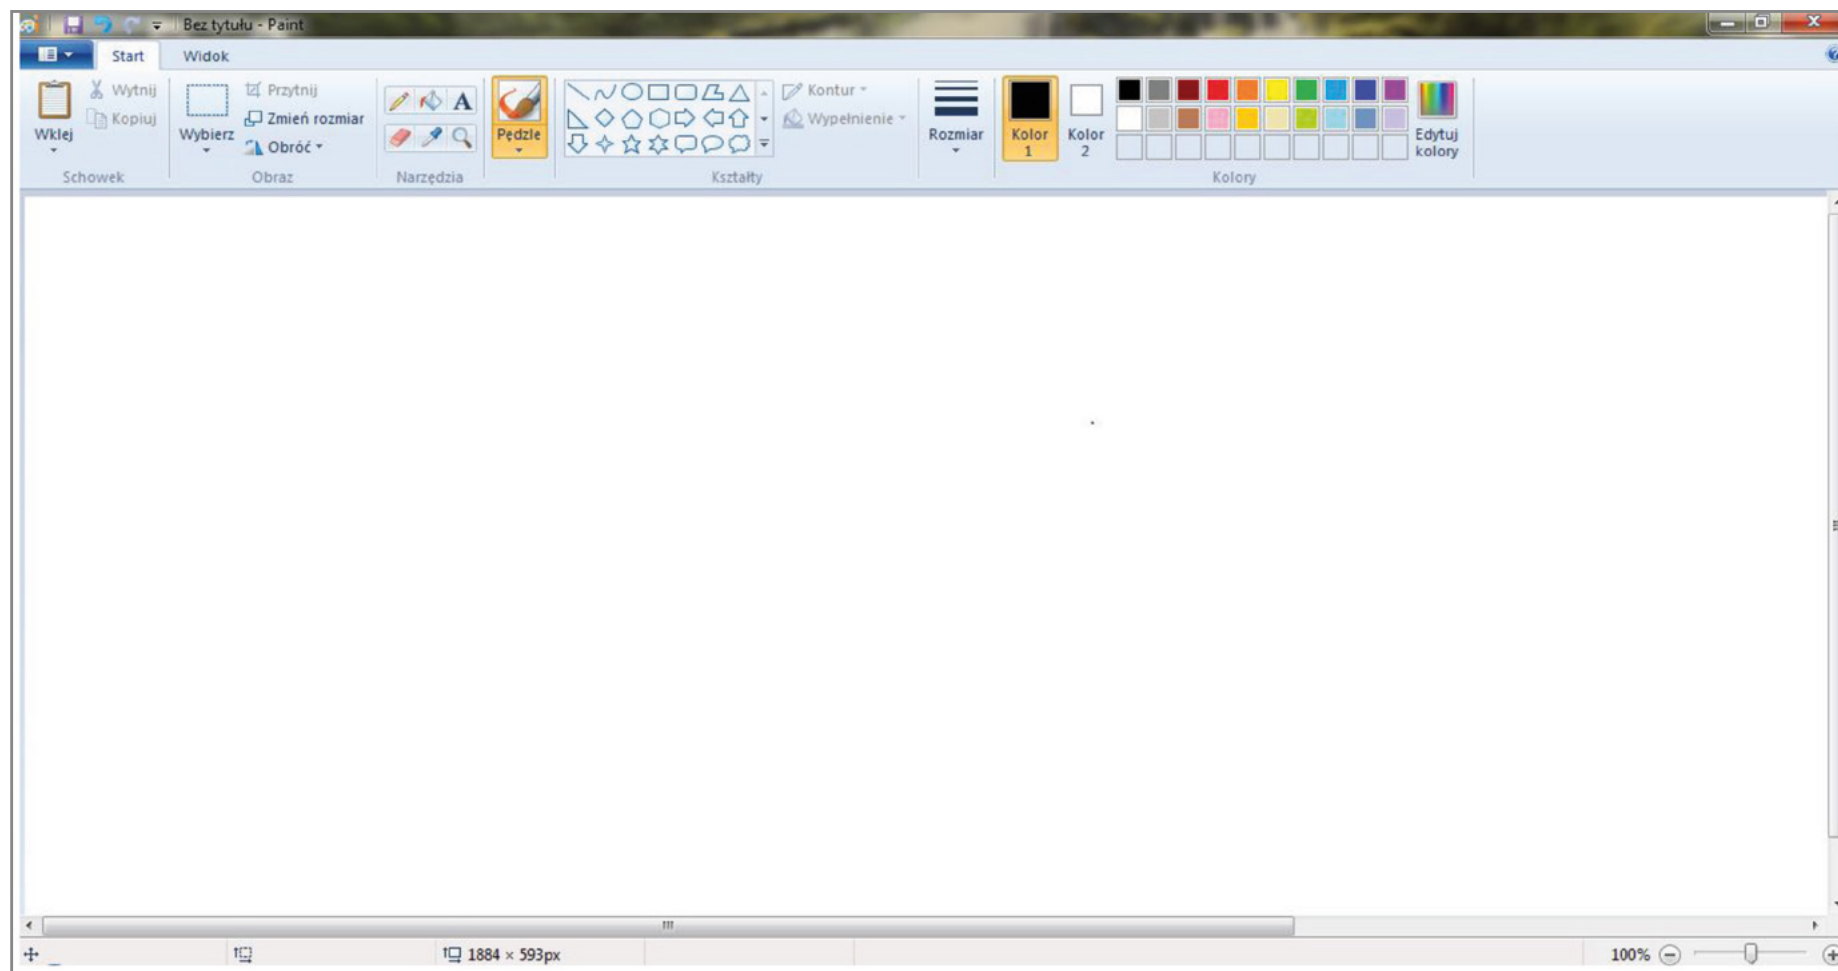 Bez tytułu - Paint
Start Widok
Wklej
Wytnij
Kopiuj
Schowek
Wybierz
Przytnij
Zmień rozmiar
Obróć
Obraz
A
Narzędzia
Pędzle
Kształty
Kontur
Wypełnienie
Rozmiar
Kolor
1
Kolor
2
Edytuj
kolory
Kolory
1884 × 593px
100%